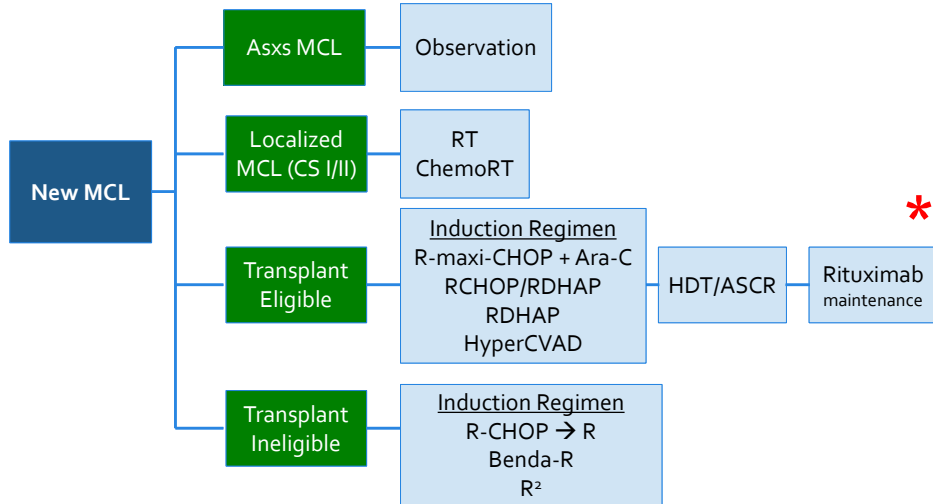 New MCL
Asxs MCL
Observation
Localized
MCL (CS I/II)
RT
ChemoRT
Transplant
Eligible
Induction Regimen
R-maxi-CHOP + Ara-C
RCHOP/RDHAP
RDHAP
HyperCVAD
HDT/ASCR
*
Rituximab
maintenance
Transplant
Ineligible
Induction Regimen
R-CHOP → R
Benda-R
R²